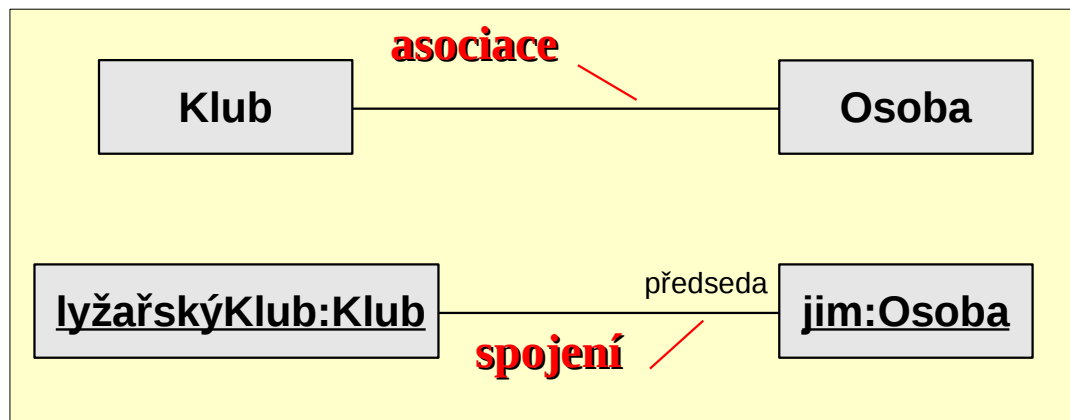 asociace
Klub
Osoba
předseda
lyžařskýKlub:Klub
jim:Osoba
spojení